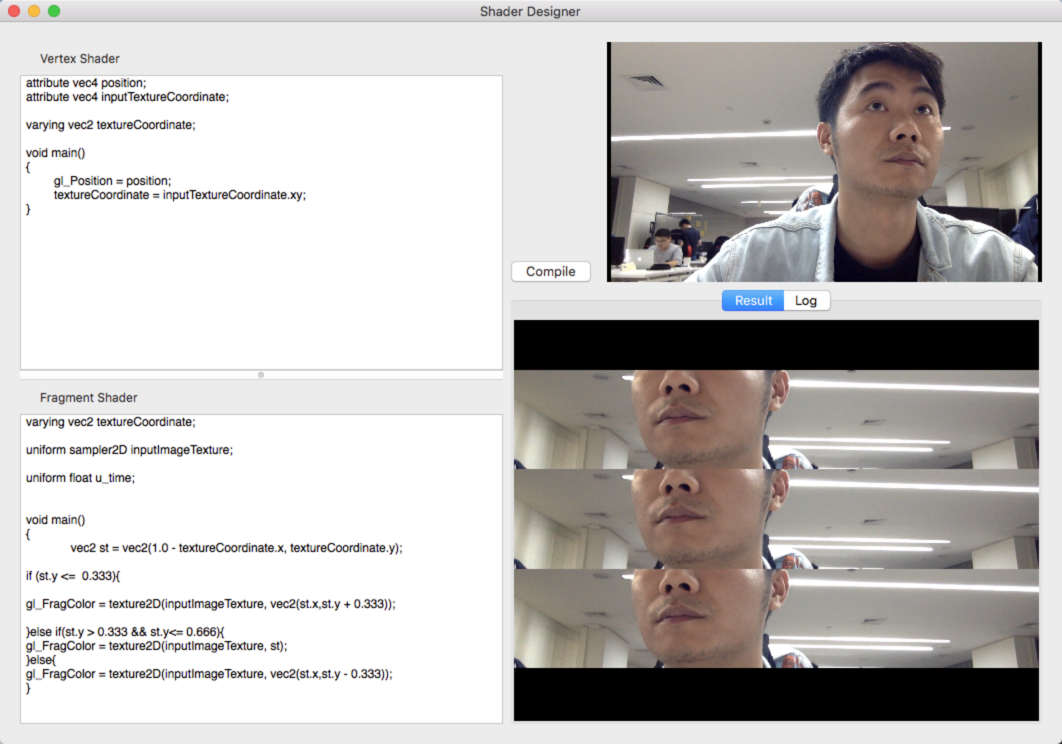 Shader Designer
Vertex Shader
attribute vec4 position;
attribute vec4 inputTextureCoordinate;
varying vec2 textureCoordinate;
void main()
{
gl_Position = position;
textureCoordinate = inputTextureCoordinate.xy;
}
Compile
Result Log
Fragment Shader
varying vec2 textureCoordinate;
uniform sampler2D inputImageTexture;
uniform float u_time;
void main()
{
vec2 st = vec2(1.0 - textureCoordinate.x, textureCoordinate.y);
if (st.y <=  0.333){
gl_FragColor = texture2D(inputImageTexture, vec2(st.x,st.y + 0.333));
}else if(st.y > 0.333 && st.y<= 0.666){
gl_FragColor = texture2D(inputImageTexture, st);
}else{
gl_FragColor = texture2D(inputImageTexture, vec2(st.x,st.y - 0.333));
}